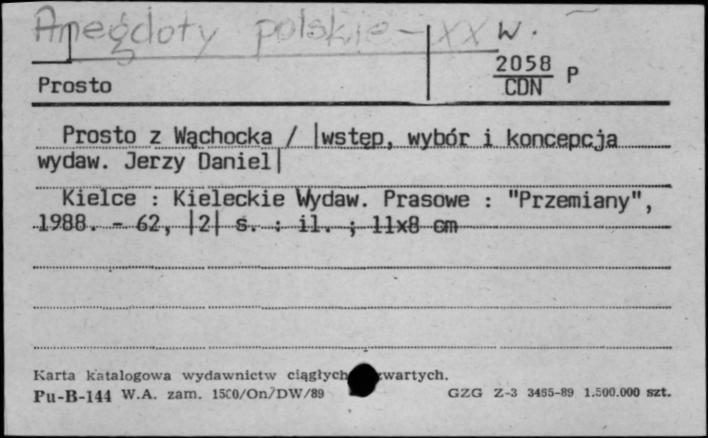 Anegdoty polskie – XX w.
2058
CDN P
Prosto
Prosto z Wąchocka / |wstęp, wybór i koncepcja
wydaw. Jerzy Daniel|
Kielce : Kieleckie Wydaw. Prasowe : "Przemiany",
1988. - 62, |2| s. : il. ; 11x8 cm
Karta katalogowa wydawnictw ciągłych wartych.
Pu-B-144 W.A. zam. 1500/On/DW/89 GZG Z-3 3465-89 1.500.000 szt.